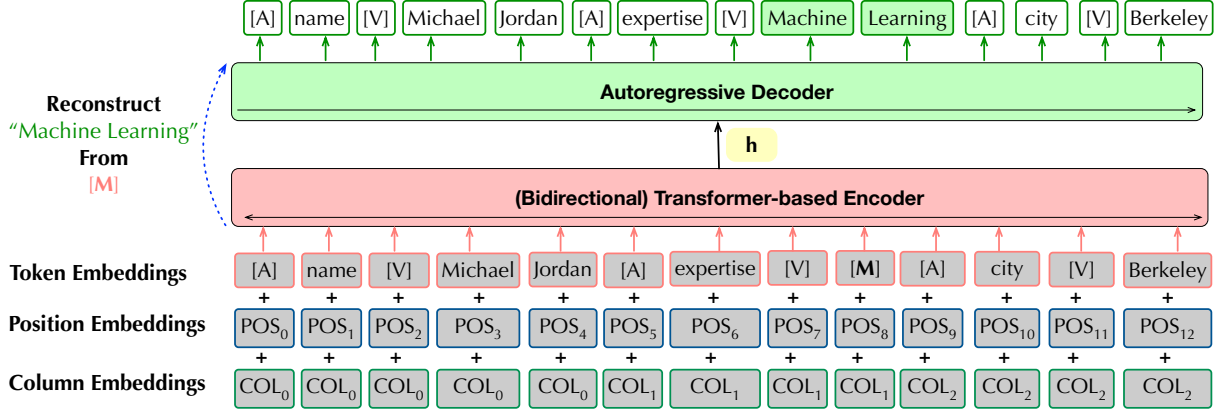 [A] name [V] Michael Jordan [A] expertise [V] Machine Learning [A] city [V] Berkeley
Autoregressive Decoder
Reconstruct
“Machine Learning”
From
[M]
h
(Bidirectional) Transformer-based Encoder
Token Embeddings [A] name [V] Michael Jordan [A] expertise [V] [M] [A] city [V] Berkeley
+ + + + + + + + + + + + +
Position Embeddings POS₀ POS₁ POS₂ POS₃ POS₄ POS₅ POS₆ POS₇ POS₈ POS₉ POS₁₀ POS₁₁ POS₁₂
+ + + + + + + + + + + + +
Column Embeddings COL₀ COL₀ COL₀ COL₀ COL₀ COL₁ COL₁ COL₁ COL₁ COL₂ COL₂ COL₂ COL₂